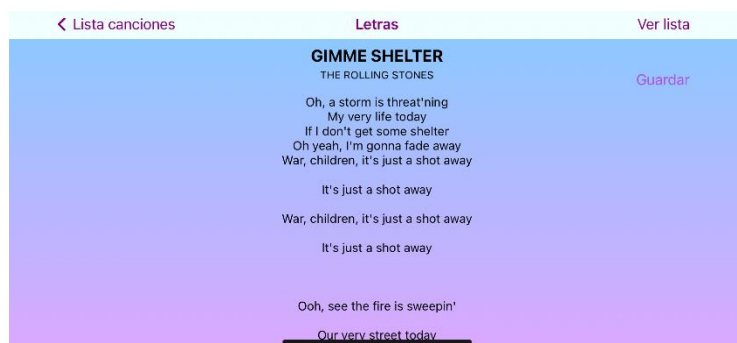 Lista canciones Letras Ver lista
GIMME SHELTER
THE ROLLING STONES
Guardar
Oh, a storm is threat'ning
My very life today
If I don't get some shelter
Oh yeah, I'm gonna fade away
War, children, it's just a shot away
It's just a shot away
War, children, it's just a shot away
It's just a shot away
Ooh, see the fire is sweepin'
Our very street today